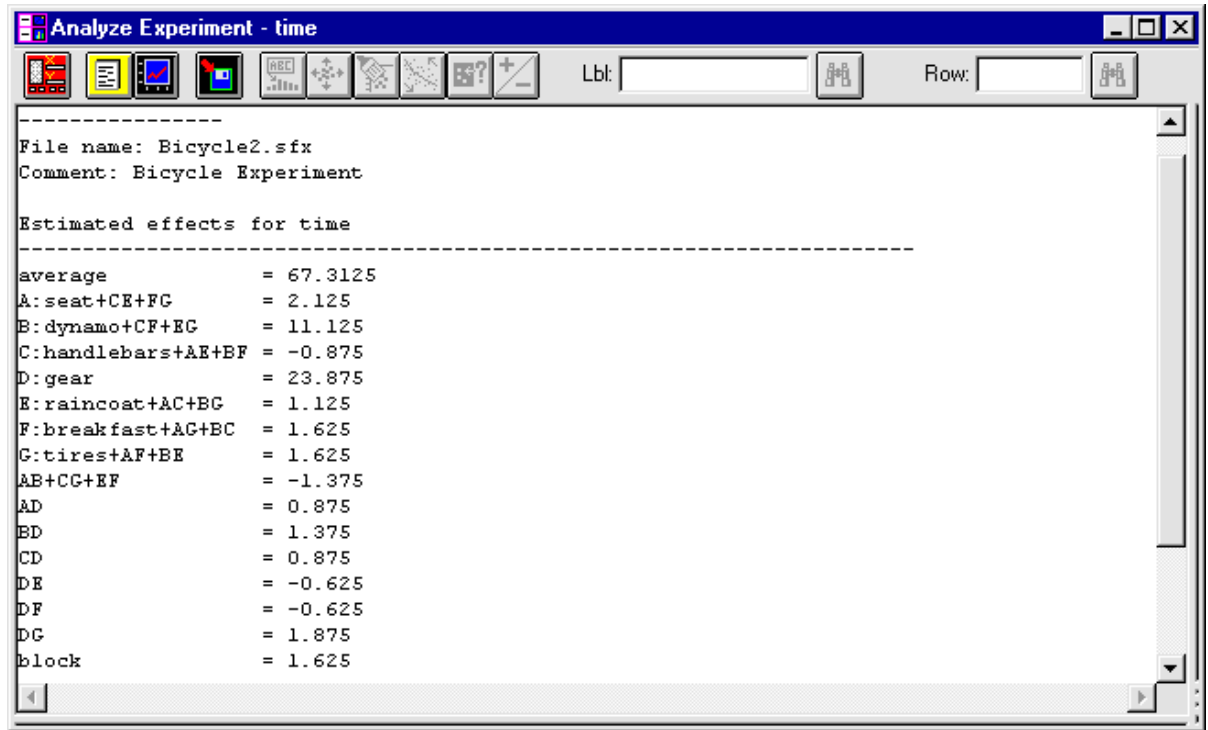 Analyze Experiment - time
ABC Lbl: Row:
----------------
File name: Bicycle2.sfx
Comment: Bicycle Experiment
Estimated effects for time
----------------------------------------------------------------------
average = 67.3125
A:seat+CE+FG = 2.125
B:dynamo+CF+EG = 11.125
C:handlebars+AE+BF = -0.875
D:gear = 23.875
E:raincoat+AC+BG = 1.125
F:breakfast+AG+BC = 1.625
G:tires+AF+BE = 1.625
AB+CG+EF = -1.375
AD = 0.875
BD = 1.375
CD = 0.875
DE = -0.625
DF = -0.625
DG = 1.875
block = 1.625